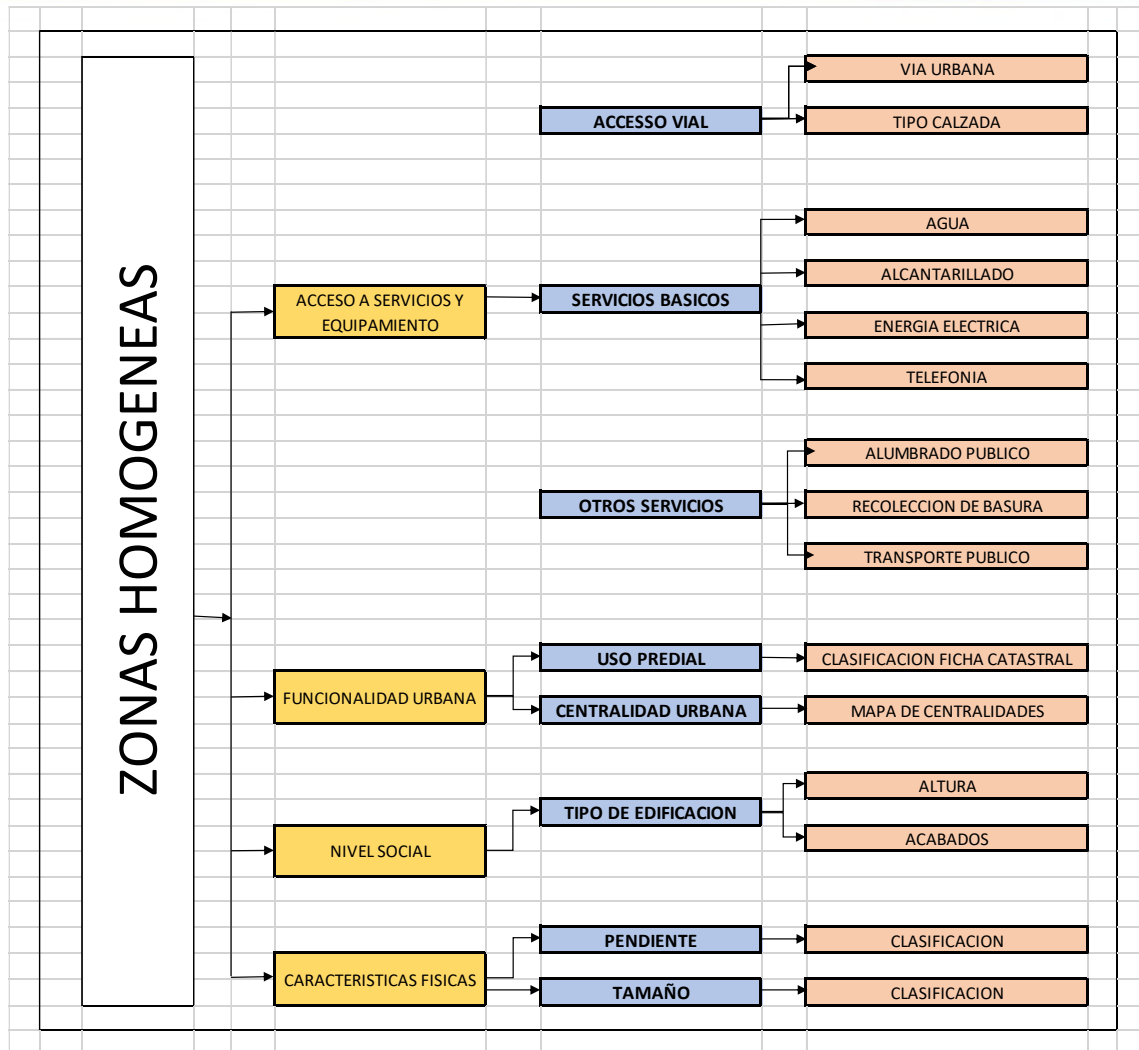 ZONAS HOMOGENEAS
ACCESSO VIAL
VIA URBANA
TIPO CALZADA
ACCESO A SERVICIOS Y
EQUIPAMIENTO
SERVICIOS BASICOS
AGUA
ALCANTARILLADO
ENERGIA ELECTRICA
TELEFONIA
OTROS SERVICIOS
ALUMBRADO PUBLICO
RECOLECCION DE BASURA
TRANSPORTE PUBLICO
FUNCIONALIDAD URBANA
USO PREDIAL
CLASIFICACION FICHA CATASTRAL
CENTRALIDAD URBANA
MAPA DE CENTRALIDADES
NIVEL SOCIAL
TIPO DE EDIFICACION
ALTURA
ACABADOS
CARACTERISTICAS FISICAS
PENDIENTE
CLASIFICACION
TAMAÑO
CLASIFICACION